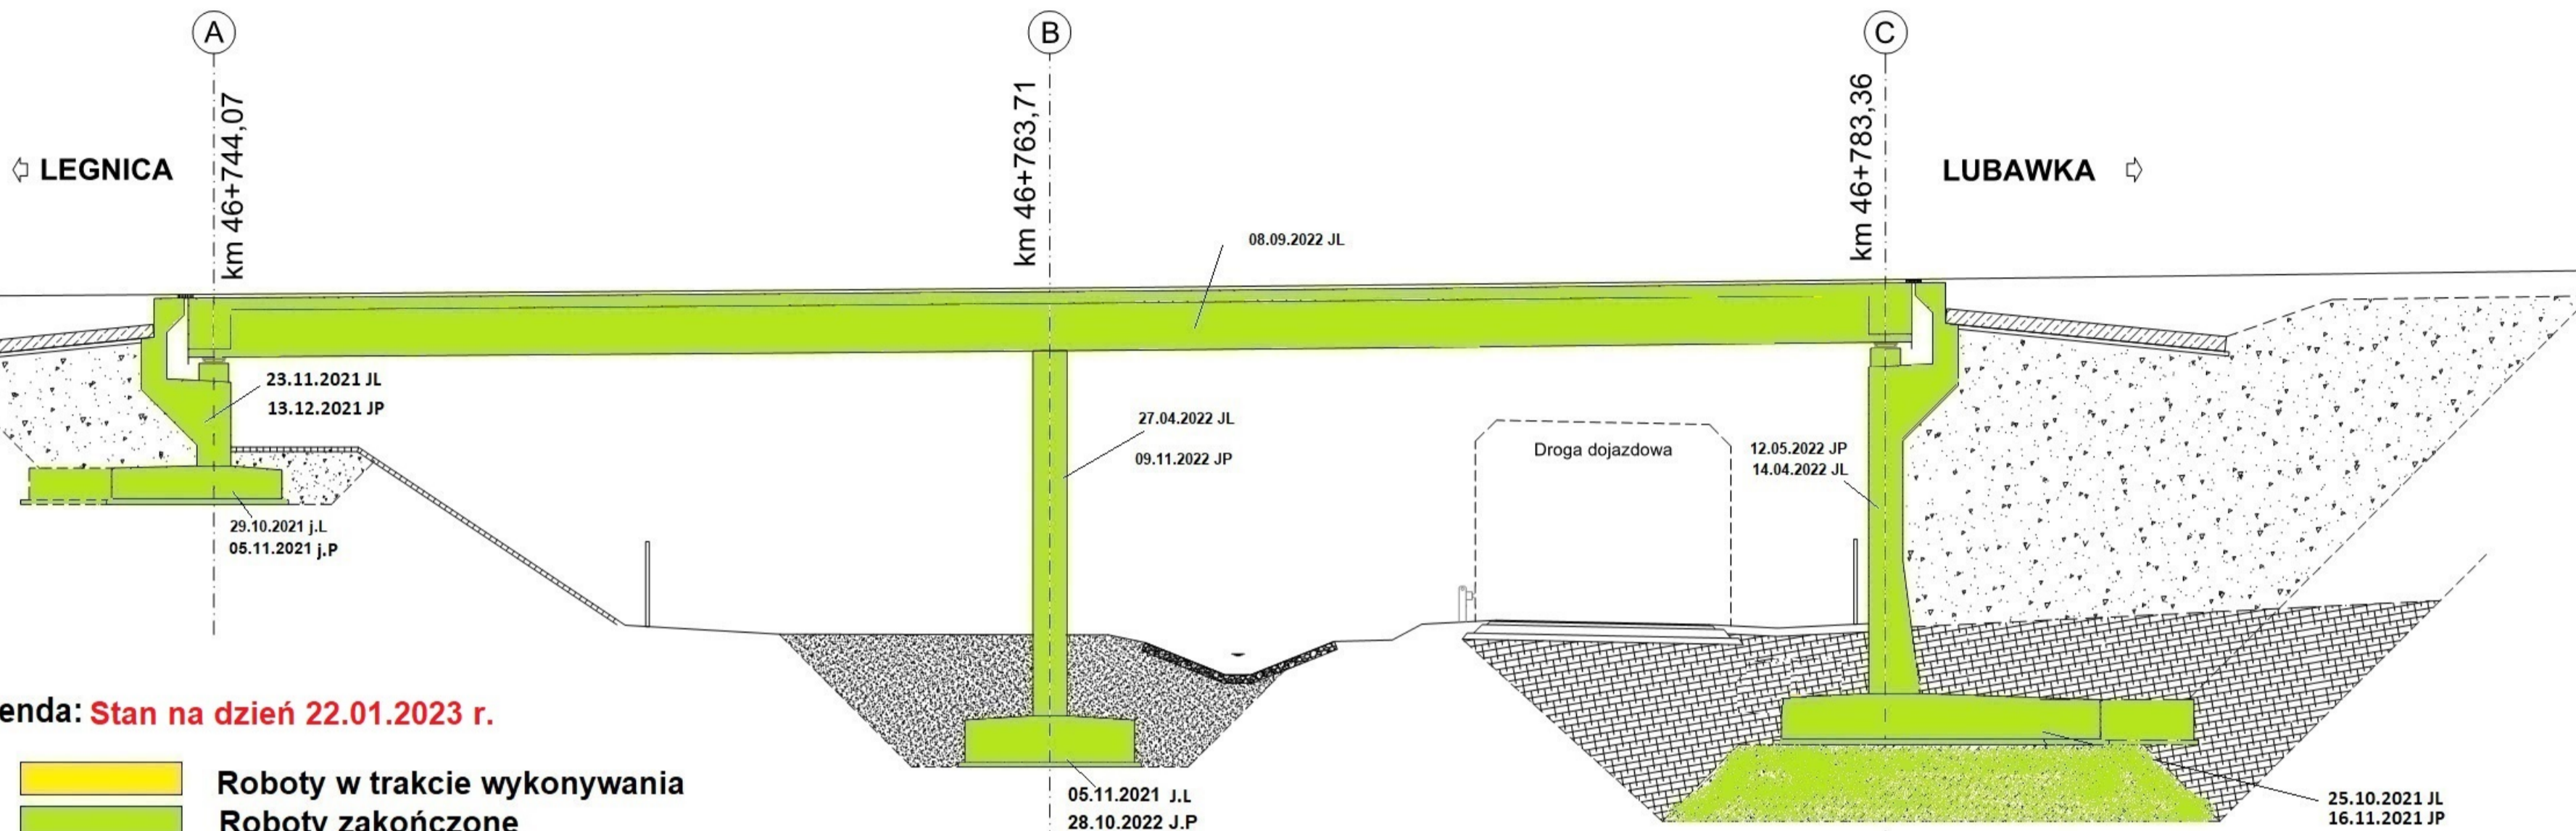 A
B
C
km 46+744,07
km 46+763,71
km 46+783,36
LEGNICA
LUBAWKA
08.09.2022 JL
23.11.2021 JL
13.12.2021 JP
27.04.2022 JL
09.11.2022 JP
Droga dojazdowa
12.05.2022 JP
14.04.2022 JL
29.10.2021 j.L
05.11.2021 j.P
enda: Stan na dzień 22.01.2023 r.
Roboty w trakcie wykonywania
Roboty zakończone
05.11.2021 J.L
28.10.2022 J.P
25.10.2021 JL
16.11.2021 JP